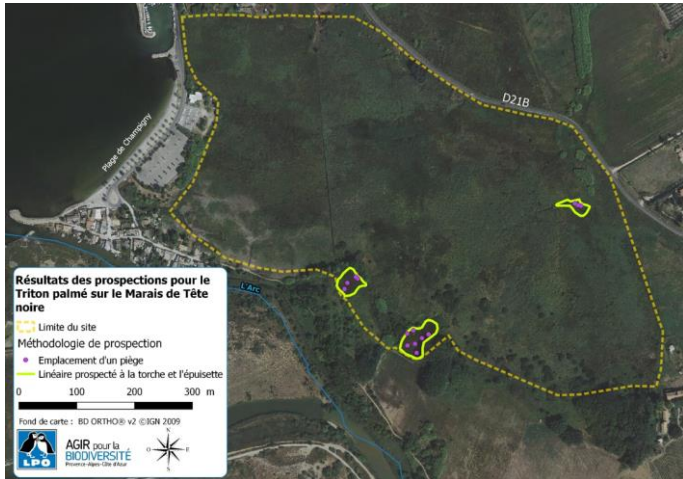 D21B
Plage de Champigny
L'Arc
Résultats des prospections pour le
Triton palmé sur le Marais de Tête
noire
Limite du site
Méthodologie de prospection
Emplacement d'un piège
Linéaire prospecté à la torche et l'épuisette
0 100 200 300 m
Fond de carte : BD ORTHO® v2 ©IGN 2009
LPO
AGIR pour la
BIODIVERSITÉ
Provence-Alpes-Côte d'Azur
N
O E
S